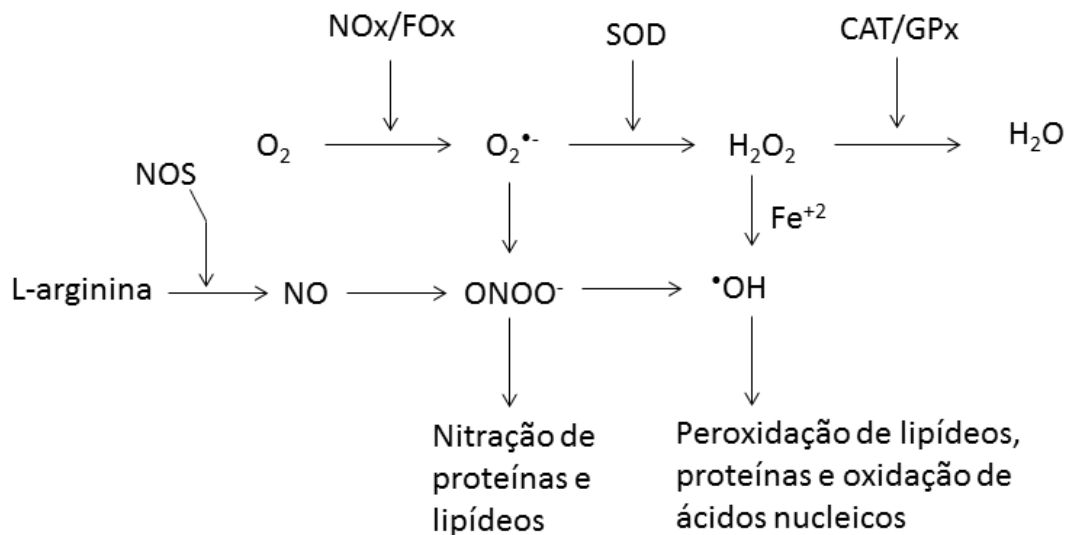 NOx/FOx
SOD
CAT/GPx
O₂
O₂•-
H₂O₂
H₂O
NOS
Fe⁺²
L-arginina
NO
ONOO⁻
•OH
Nitração de
proteínas e
lipídeos
Peroxidação de lipídeos,
proteínas e oxidação de
ácidos nucleicos